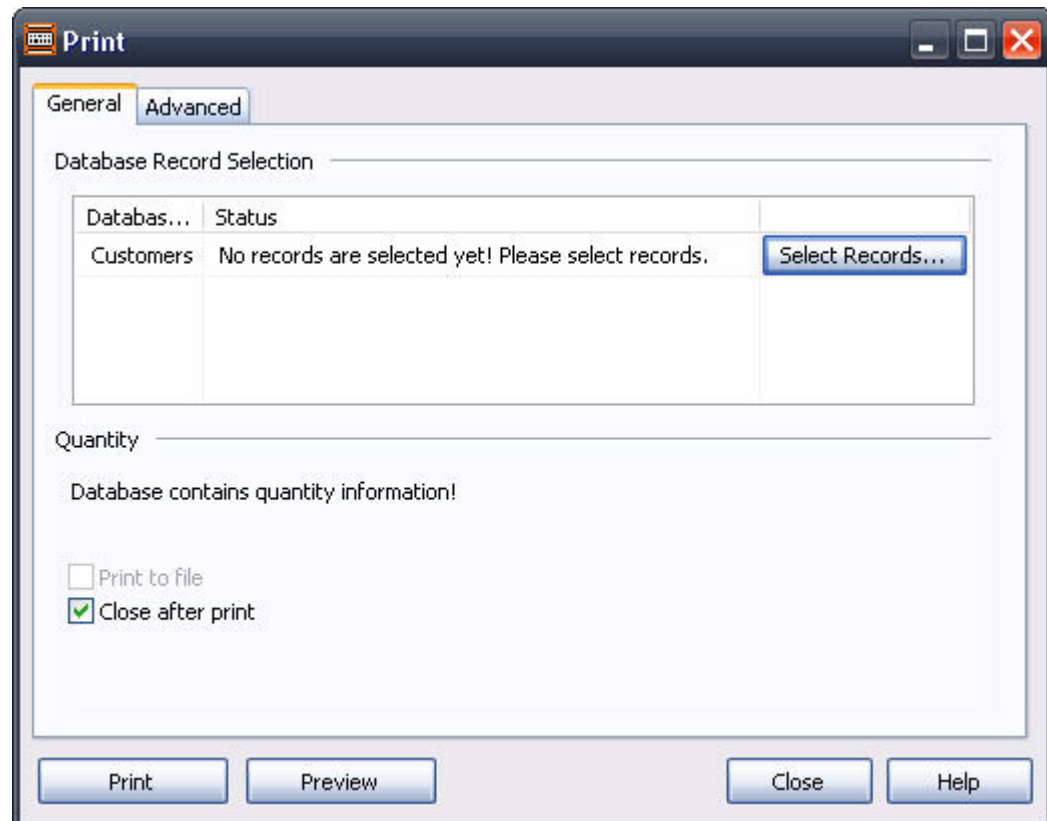 Print
General Advanced
Database Record Selection
Databas... Status
Customers No records are selected yet! Please select records. Select Records...
Quantity
Database contains quantity information!
Print to file
Close after print
Print Preview Close Help